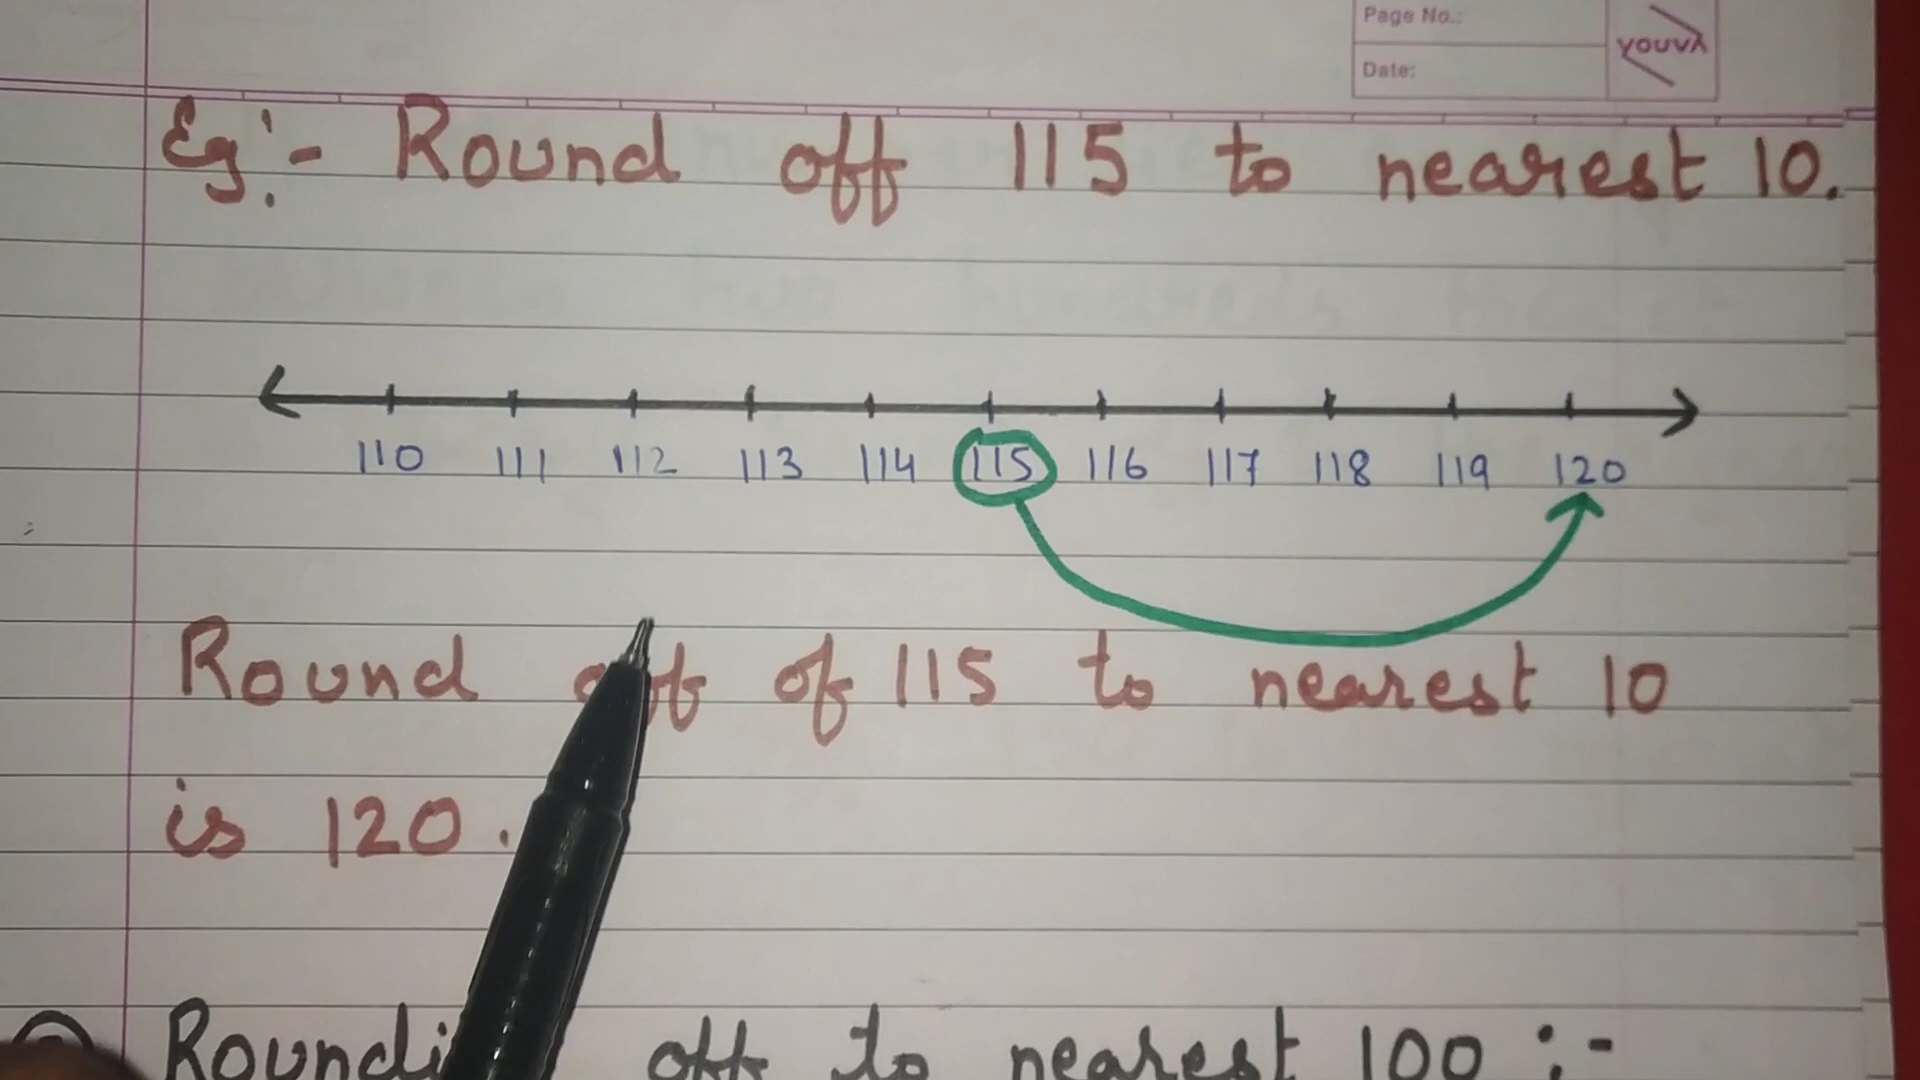 Page No.:
Date:
YOUVA
Eg:- Round off 115 to nearest 10.
110 111 112 113 114 115 116 117 118 119 120
Round off of 115 to nearest 10
is 120.
off to nearest 100 :-